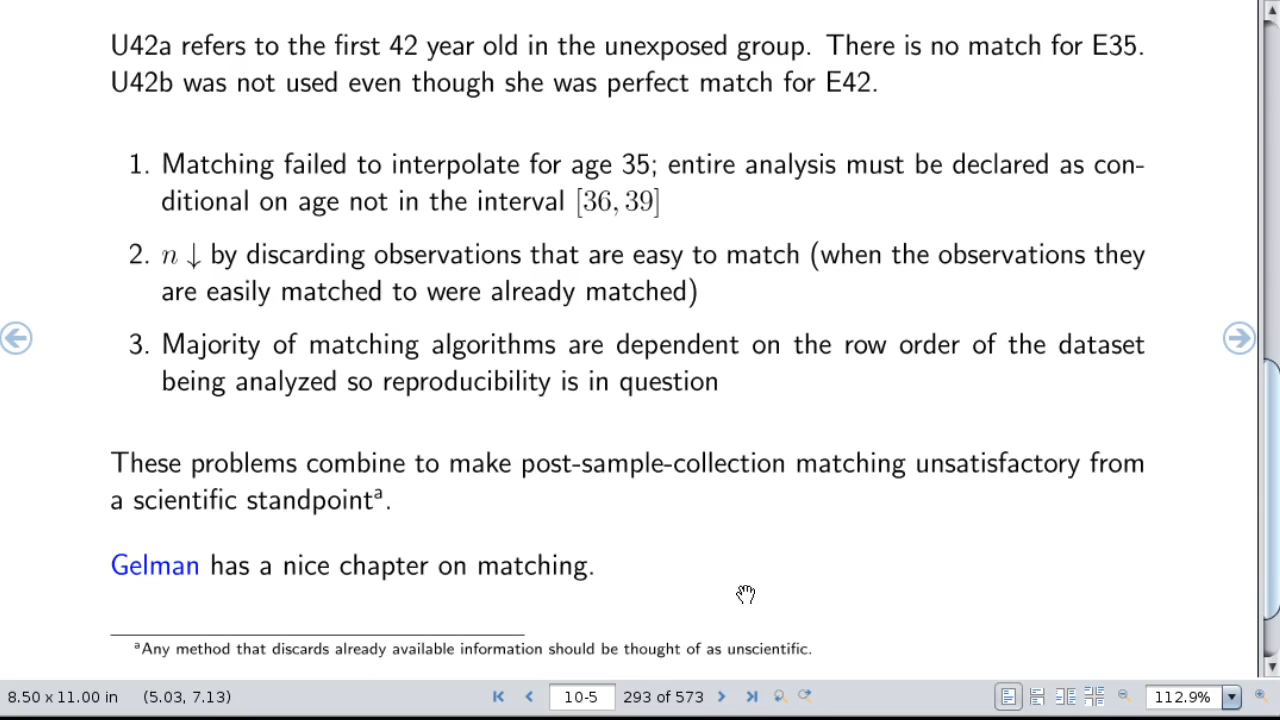 U42a refers to the first 42 year old in the unexposed group. There is no match for E35.
U42b was not used even though she was perfect match for E42.
1. Matching failed to interpolate for age 35; entire analysis must be declared as con-
ditional on age not in the interval [36, 39]
2. n ↓ by discarding observations that are easy to match (when the observations they
are easily matched to were already matched)
3. Majority of matching algorithms are dependent on the row order of the dataset
being analyzed so reproducibility is in question
These problems combine to make post-sample-collection matching unsatisfactory from
a scientific standpointᵃ.
Gelman has a nice chapter on matching.
ᵃAny method that discards already available information should be thought of as unscientific.
8.50 x 11.00 in (5.03, 7.13) 10-5 293 of 573 112.9%